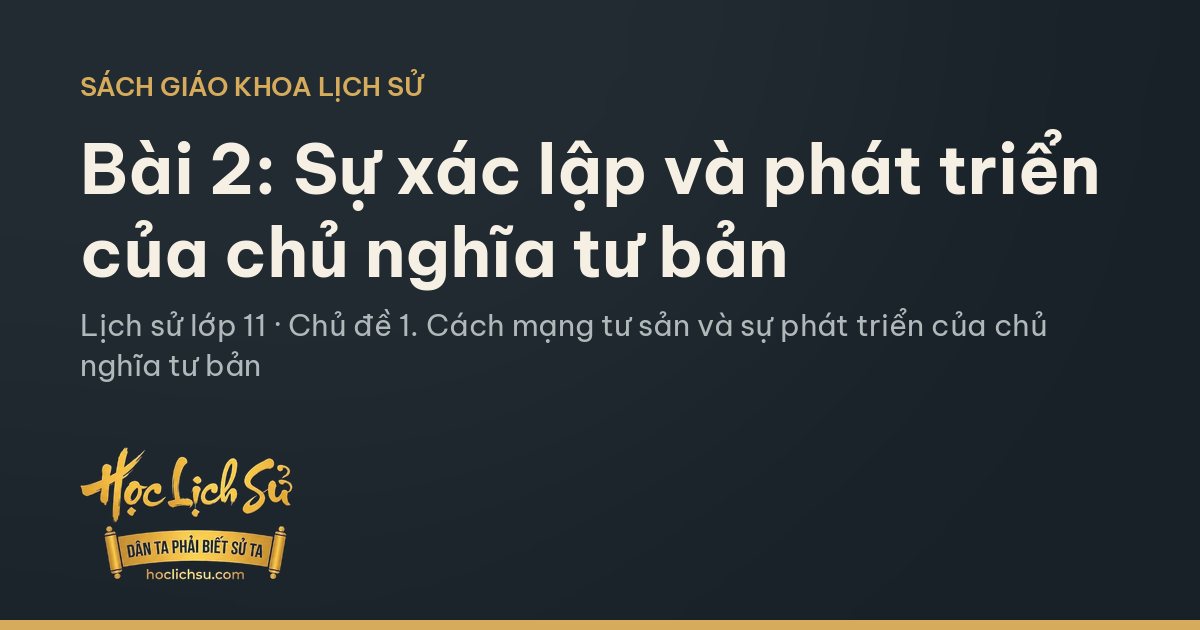 SÁCH GIÁO KHOA LỊCH SỬ
Bài 2: Sự xác lập và phát triển
của chủ nghĩa tư bản
Lịch sử lớp 11 · Chủ đề 1. Cách mạng tư sản và sự phát triển của chủ
nghĩa tư bản
Học Lịch Sử
DÂN TA PHẢI BIẾT SỬ TA
hoclichsu.com